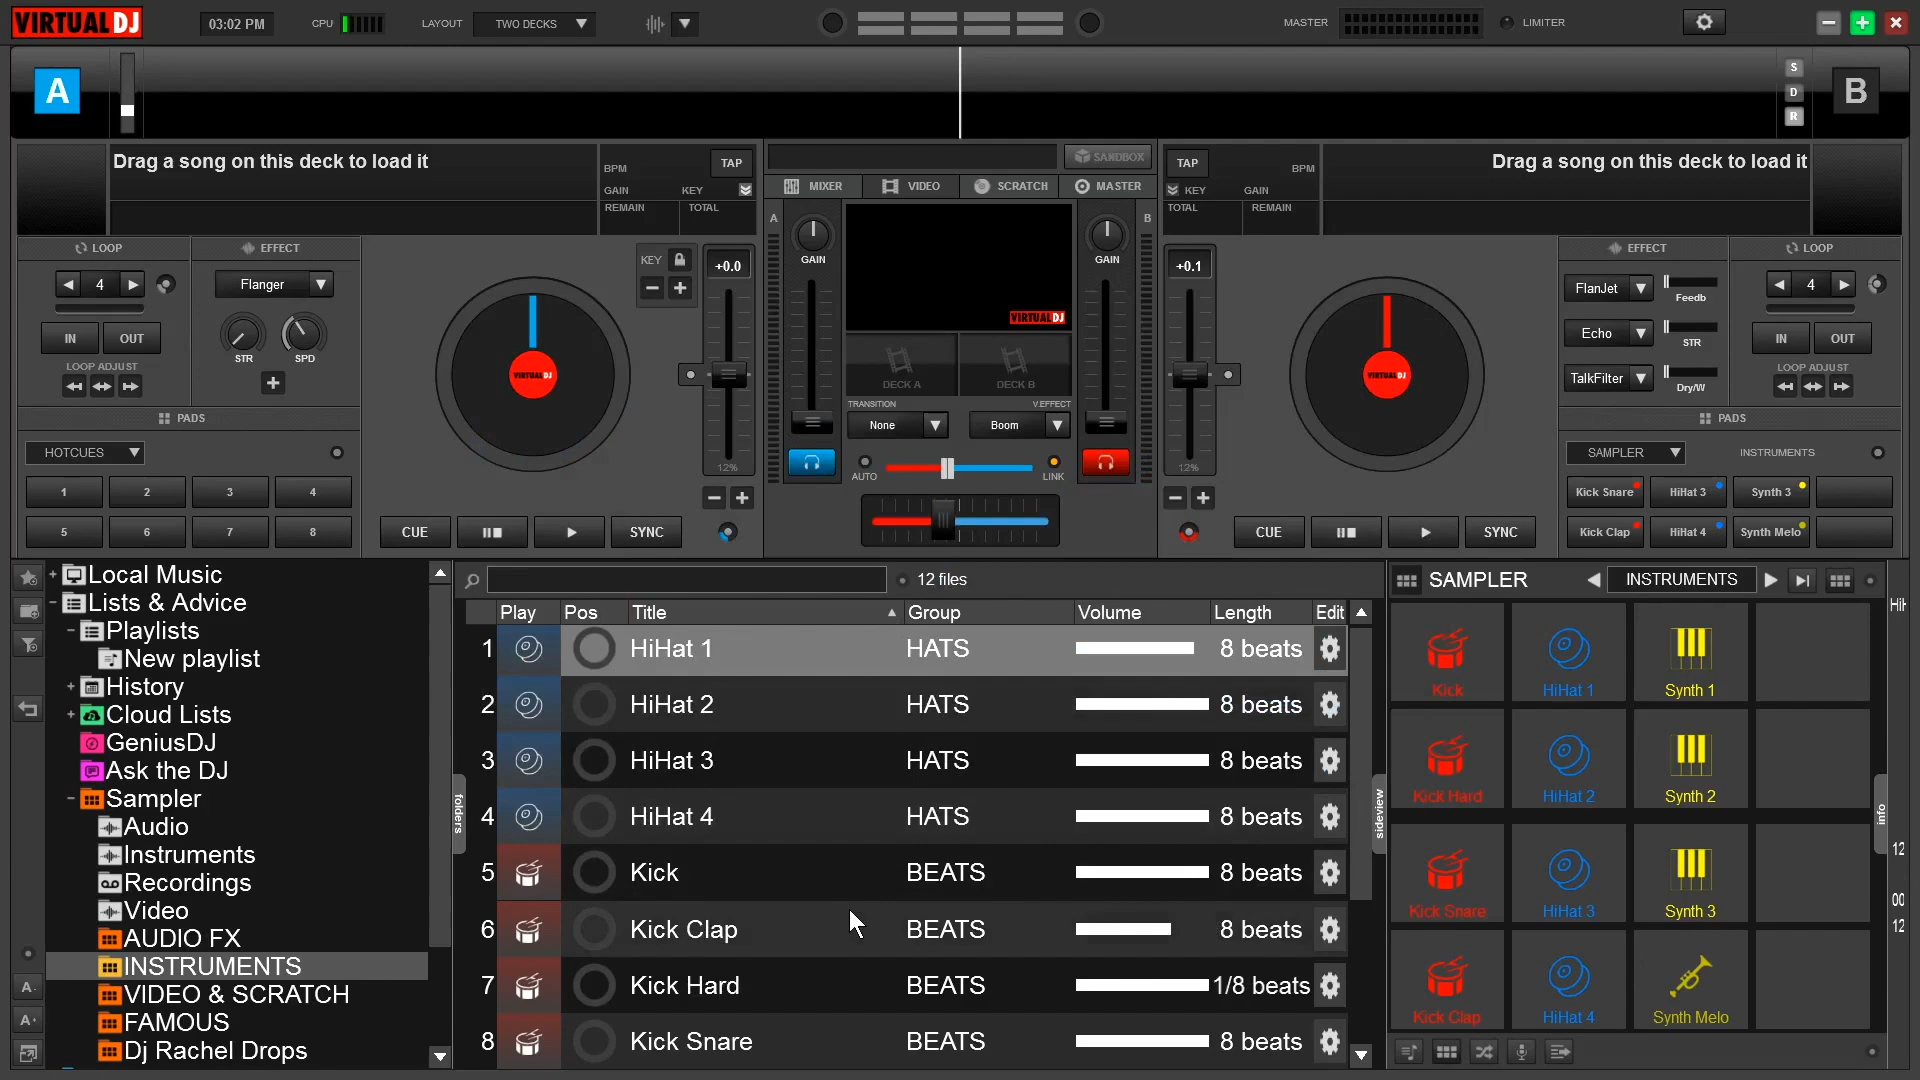 VIRTUAL DJ
03:02 PM
CPU
LAYOUT
TWO DECKS
MASTER
LIMITER
A
S
D
R
B
Drag a song on this deck to load it
BPM
TAP
GAIN
KEY
REMAIN
TOTAL
SANDBOX
MIXER
VIDEO
SCRATCH
MASTER
TAP
BPM
KEY
GAIN
TOTAL
REMAIN
Drag a song on this deck to load it
LOOP
4
IN
OUT
LOOP ADJUST
EFFECT
Flanger
STR
SPD
PADS
HOTCUES
1
2
3
4
5
6
7
8
VIRTUAL DJ
KEY
+0.0
12%
CUE
SYNC
A
B
GAIN
GAIN
VIRTUAL DJ
DECK A
DECK B
TRANSITION
V.EFFECT
None
Boom
AUTO
LINK
+0.1
12%
VIRTUAL DJ
CUE
SYNC
EFFECT
FlanJet
Feedb
Echo
STR
TalkFilter
Dry/W
LOOP
4
IN
OUT
LOOP ADJUST
PADS
SAMPLER
INSTRUMENTS
Kick Snare
HiHat 3
Synth 3
Kick Clap
HiHat 4
Synth Melo
Local Music
Lists & Advice
Playlists
New playlist
History
Cloud Lists
GeniusDJ
Ask the DJ
Sampler
Audio
Instruments
Recordings
Video
AUDIO FX
INSTRUMENTS
VIDEO & SCRATCH
FAMOUS
Dj Rachel Drops
A-
A+
folders
12 files
Play Pos Title Group Volume Length Edit
1 HiHat 1 HATS 8 beats
2 HiHat 2 HATS 8 beats
3 HiHat 3 HATS 8 beats
4 HiHat 4 HATS 8 beats
5 Kick BEATS 8 beats
6 Kick Clap BEATS 8 beats
7 Kick Hard BEATS 1/8 beats
8 Kick Snare BEATS 8 beats
sideview
SAMPLER
INSTRUMENTS
Kick
HiHat 1
Synth 1
Kick Hard
HiHat 2
Synth 2
Kick Snare
HiHat 3
Synth 3
Kick Clap
HiHat 4
Synth Melo
info
12
00
12